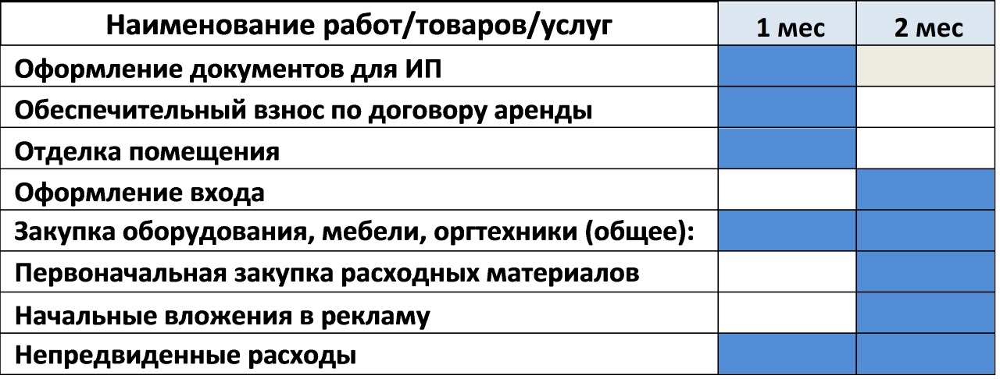 Наименование работ/товаров/услуг 1 мес 2 мес
Оформление документов для ИП
Обеспечительный взнос по договору аренды
Отделка помещения
Оформление входа
Закупка оборудования, мебели, оргтехники (общее):
Первоначальная закупка расходных материалов
Начальные вложения в рекламу
Непредвиденные расходы